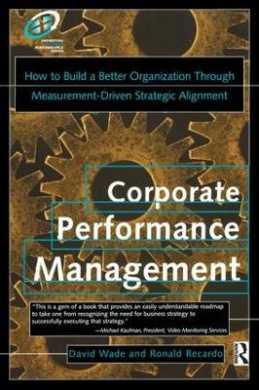 How to Build a Better Organization Through
Measurement-Driven Strategic Alignment
Corporate
Performance
Management
"This is a gem of a book that provides an easily understandable roadmap
to take one from recognizing the need for business strategy to
successfully executing that strategy."
—Michael Kaufman, President, Video Monitoring Services
David Wade and Ronald Recardo